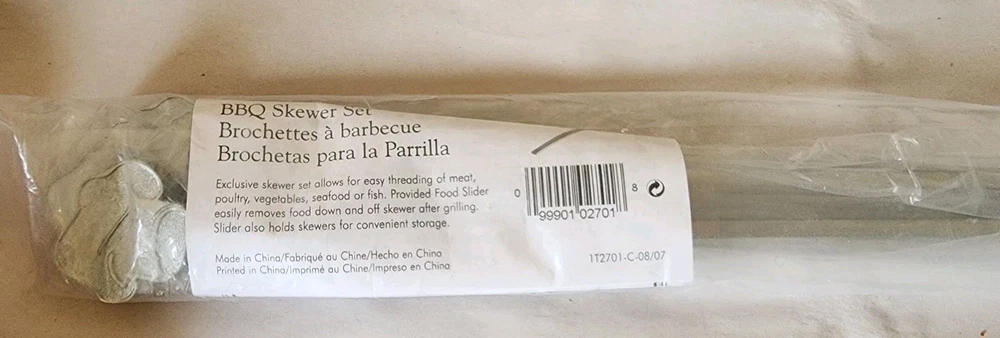 BBQ Skewer Set
Brochettes à barbecue
Brochetas para la Parrilla
Exclusive skewer set allows for easy threading of meat,
poultry, vegetables, seafood or fish. Provided Food Slider
easily removes food down and off skewer after grilling.
Slider also holds skewers for convenient storage.
Made in China/Fabriqué au Chine/Hecho en China
Printed in China/imprimé au Chine/Impreso en China
0 99901 02701 8
1T2701-C-08/07